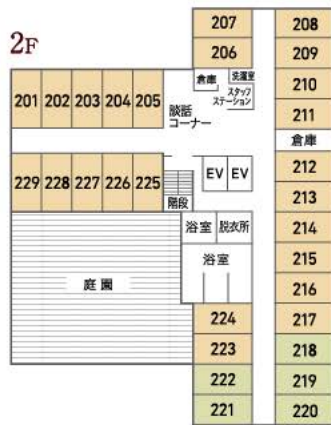 2F
207
206
208
209
210
211
倉庫
洗濯室
スタッフ
ステーション
201 202 203 204 205
談話
コーナー
倉庫
212
213
214
215
216
217
218
219
220
229 228 227 226 225
階段
EV EV
浴室 脱衣所
浴室
庭園
224
223
222
221